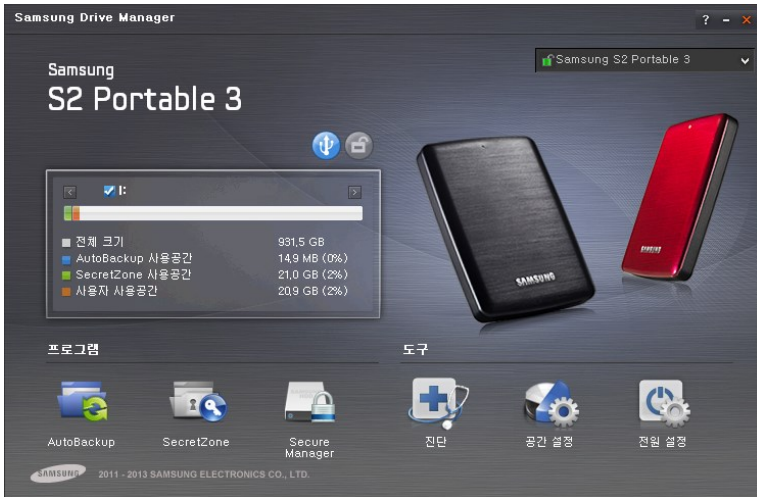 Samsung Drive Manager
? - ×
Samsung S2 Portable 3
Samsung
S2 Portable 3
I:
전체 크기 931,5 GB
AutoBackup 사용공간 14,9 MB (0%)
SecretZone 사용공간 21,0 GB (2%)
사용자 사용공간 20,9 GB (2%)
SAMSUNG
SAMSUNG
프로그램
도구
AutoBackup
SecretZone
Secure
Manager
진단
공간 설정
전원 설정
SAMSUNG 2011 - 2013 SAMSUNG ELECTRONICS CO., LTD.